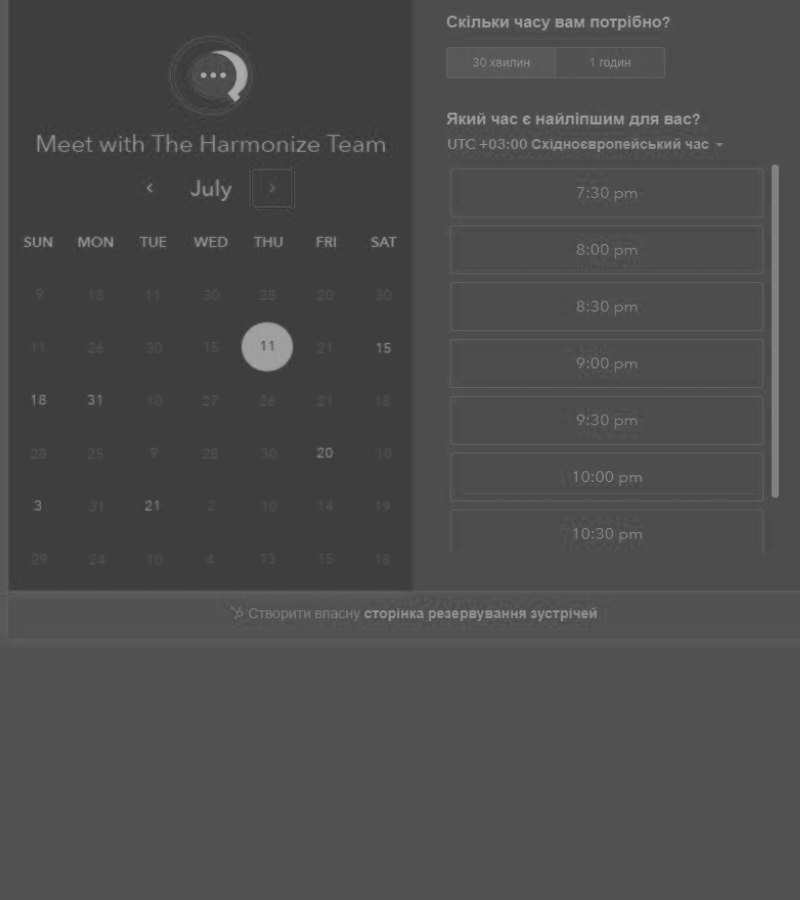 Meet with The Harmonize Team
July
SUN MON TUE WED THU FRI SAT
9 18 11 30 28 20 30
11 26 30 15 11 21 15
18 31 10 27 26 21 18
28 25 9 28 30 20 10
3 31 21 2 10 14 19
29 24 10 4 13 15 18
Скільки часу вам потрібно?
30 хвилин 1 годин
Який час є найліпшим для вас?
UTC +03:00 Східноєвропейський час
7:30 pm
8:00 pm
8:30 pm
9:00 pm
9:30 pm
10:00 pm
10:30 pm
Створити власну сторінка резервування зустрічей